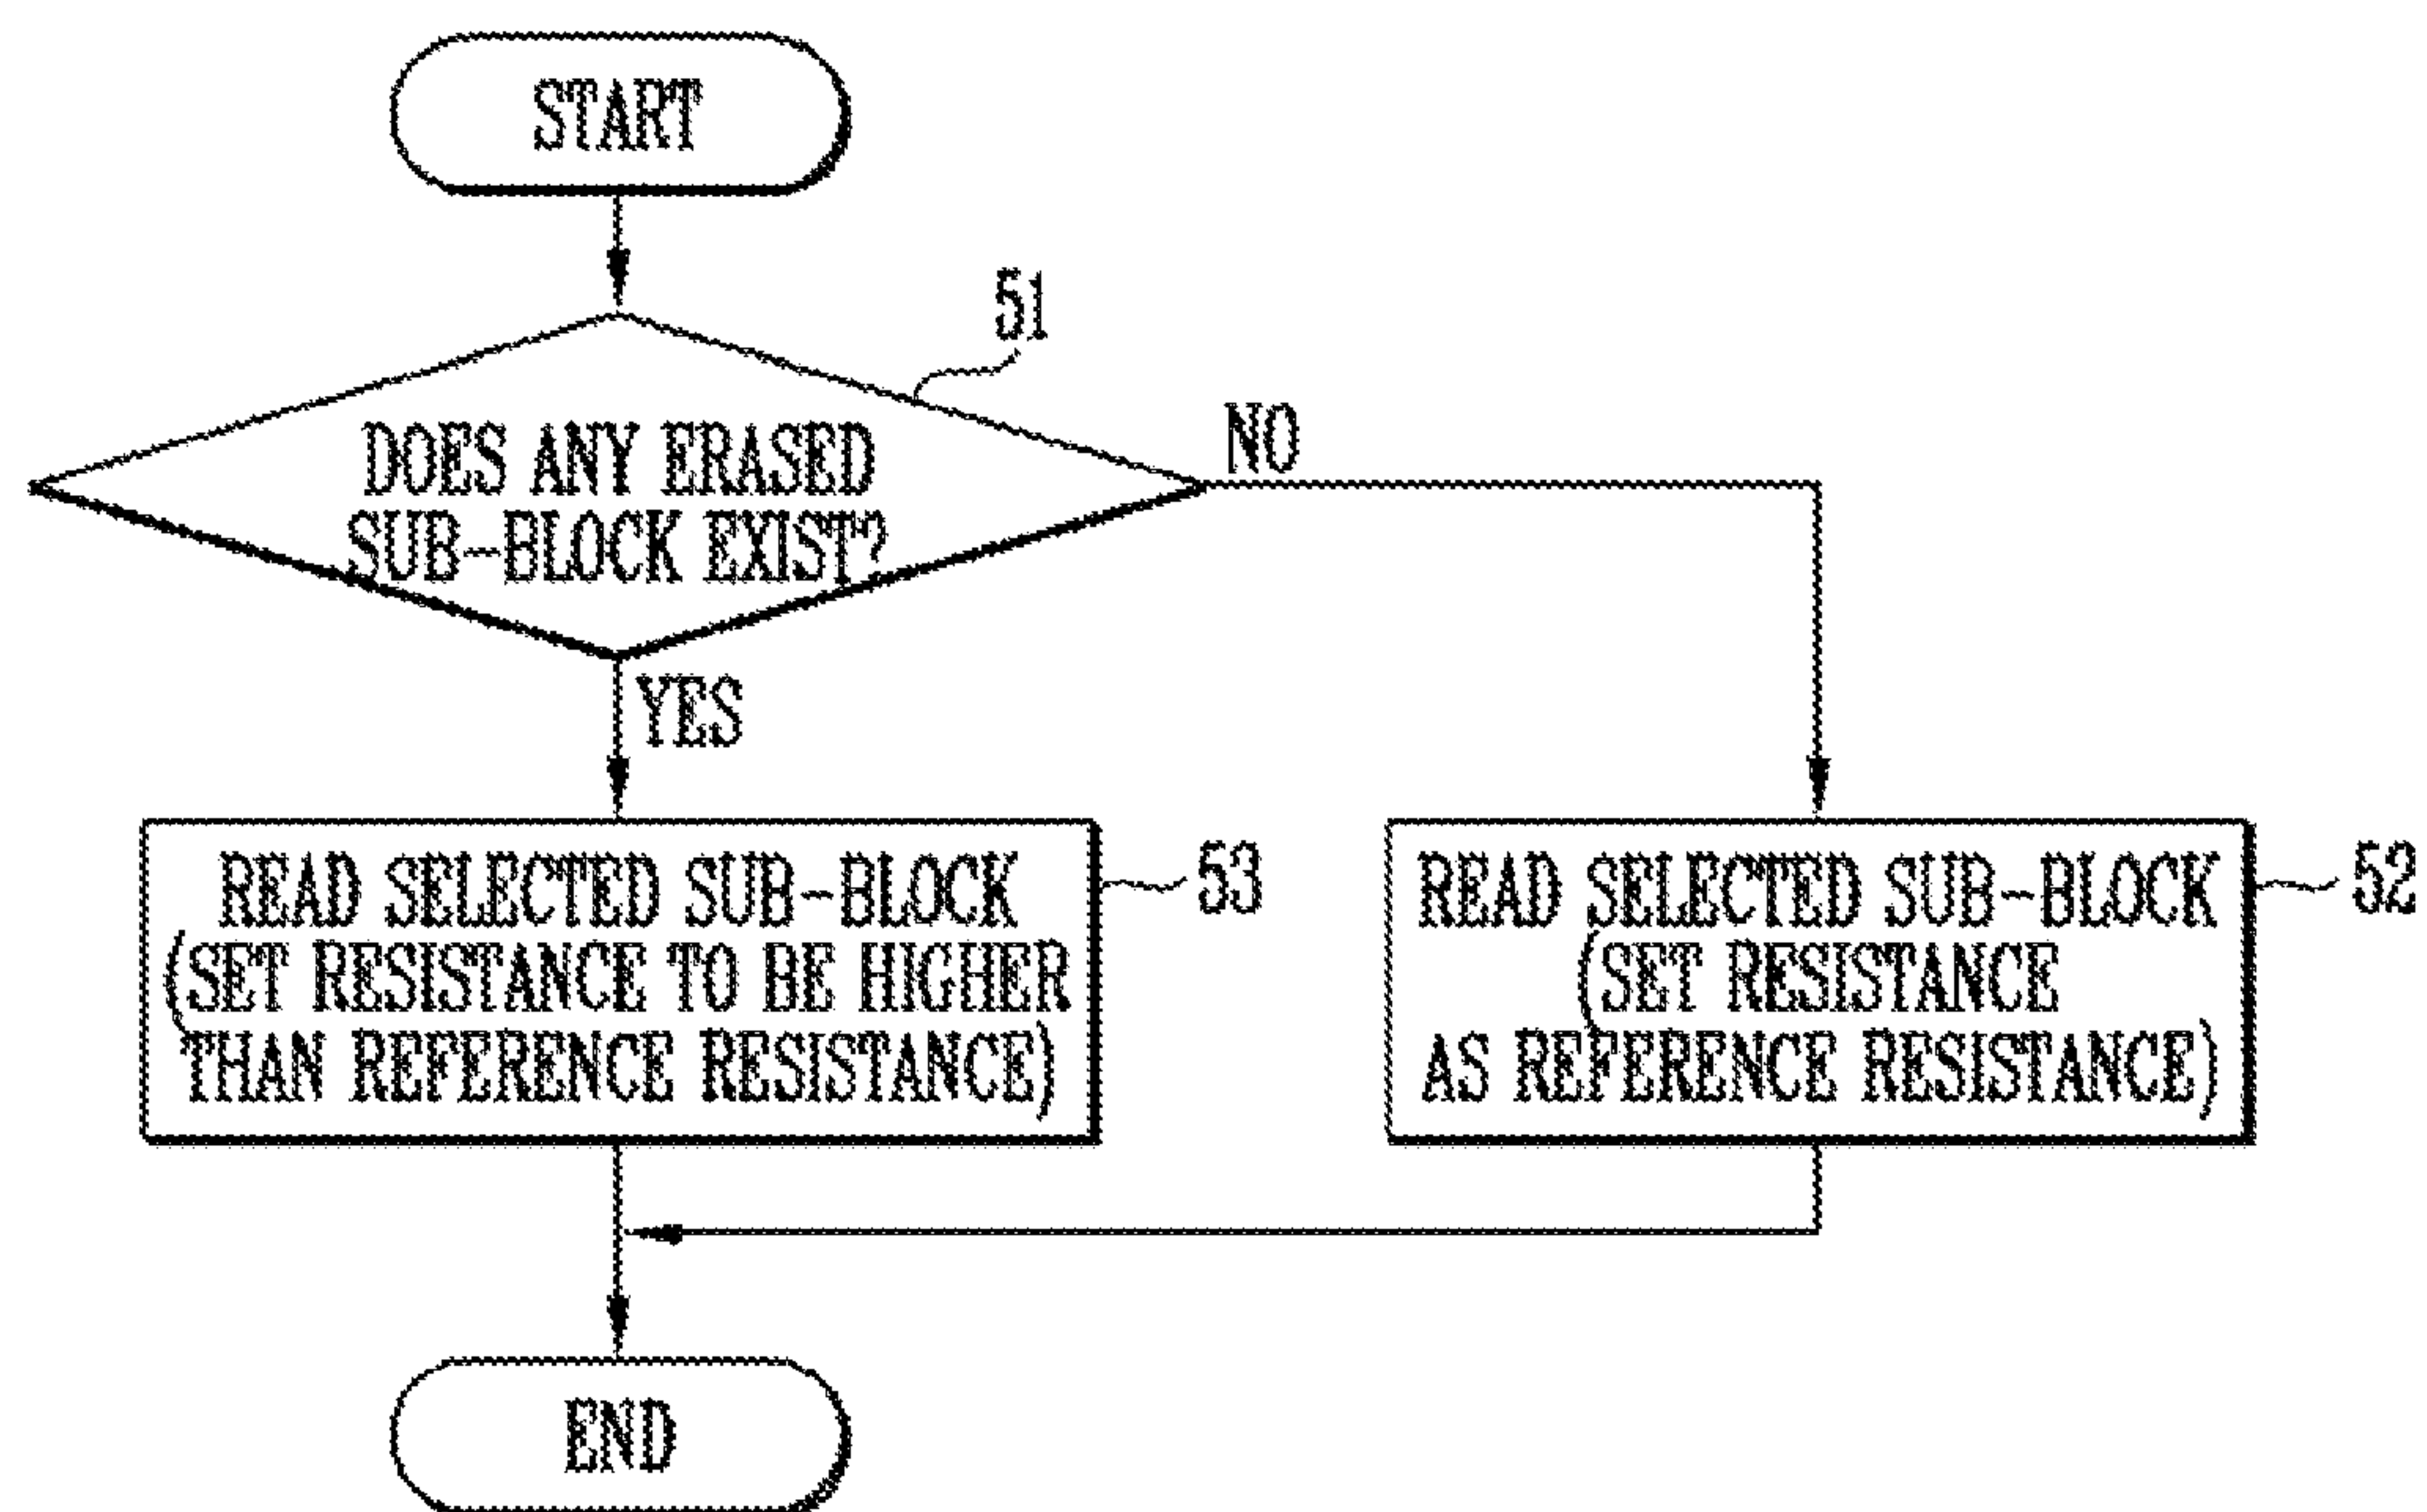 START
51
DOES ANY ERASED
SUB-BLOCK EXIST?
NO
YES
READ SELECTED SUB-BLOCK
(SET RESISTANCE TO BE HIGHER
THAN REFERENCE RESISTANCE)
53
READ SELECTED SUB-BLOCK
(SET RESISTANCE
AS REFERENCE RESISTANCE)
52
END